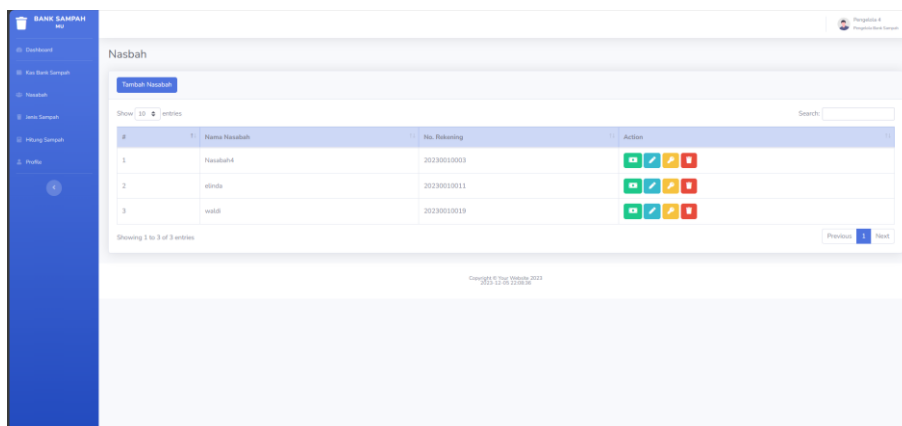 BANK SAMPAH
MU
Dashboard
Kas Bank Sampah
Nasabah
Jenis Sampah
Hitung Sampah
Profile
Pengelola 4
Pengelola Bank Sampah
Nasbah
Tambah Nasabah
Show 10 entries
Search:
# Nama Nasabah No. Rekening Action
1 Nasabah4 20230010003
2 elinda 20230010011
3 waldi 20230010019
Showing 1 to 3 of 3 entries
Previous 1 Next
Copyright © Your Website 2023
2023-12-05 22:08:36